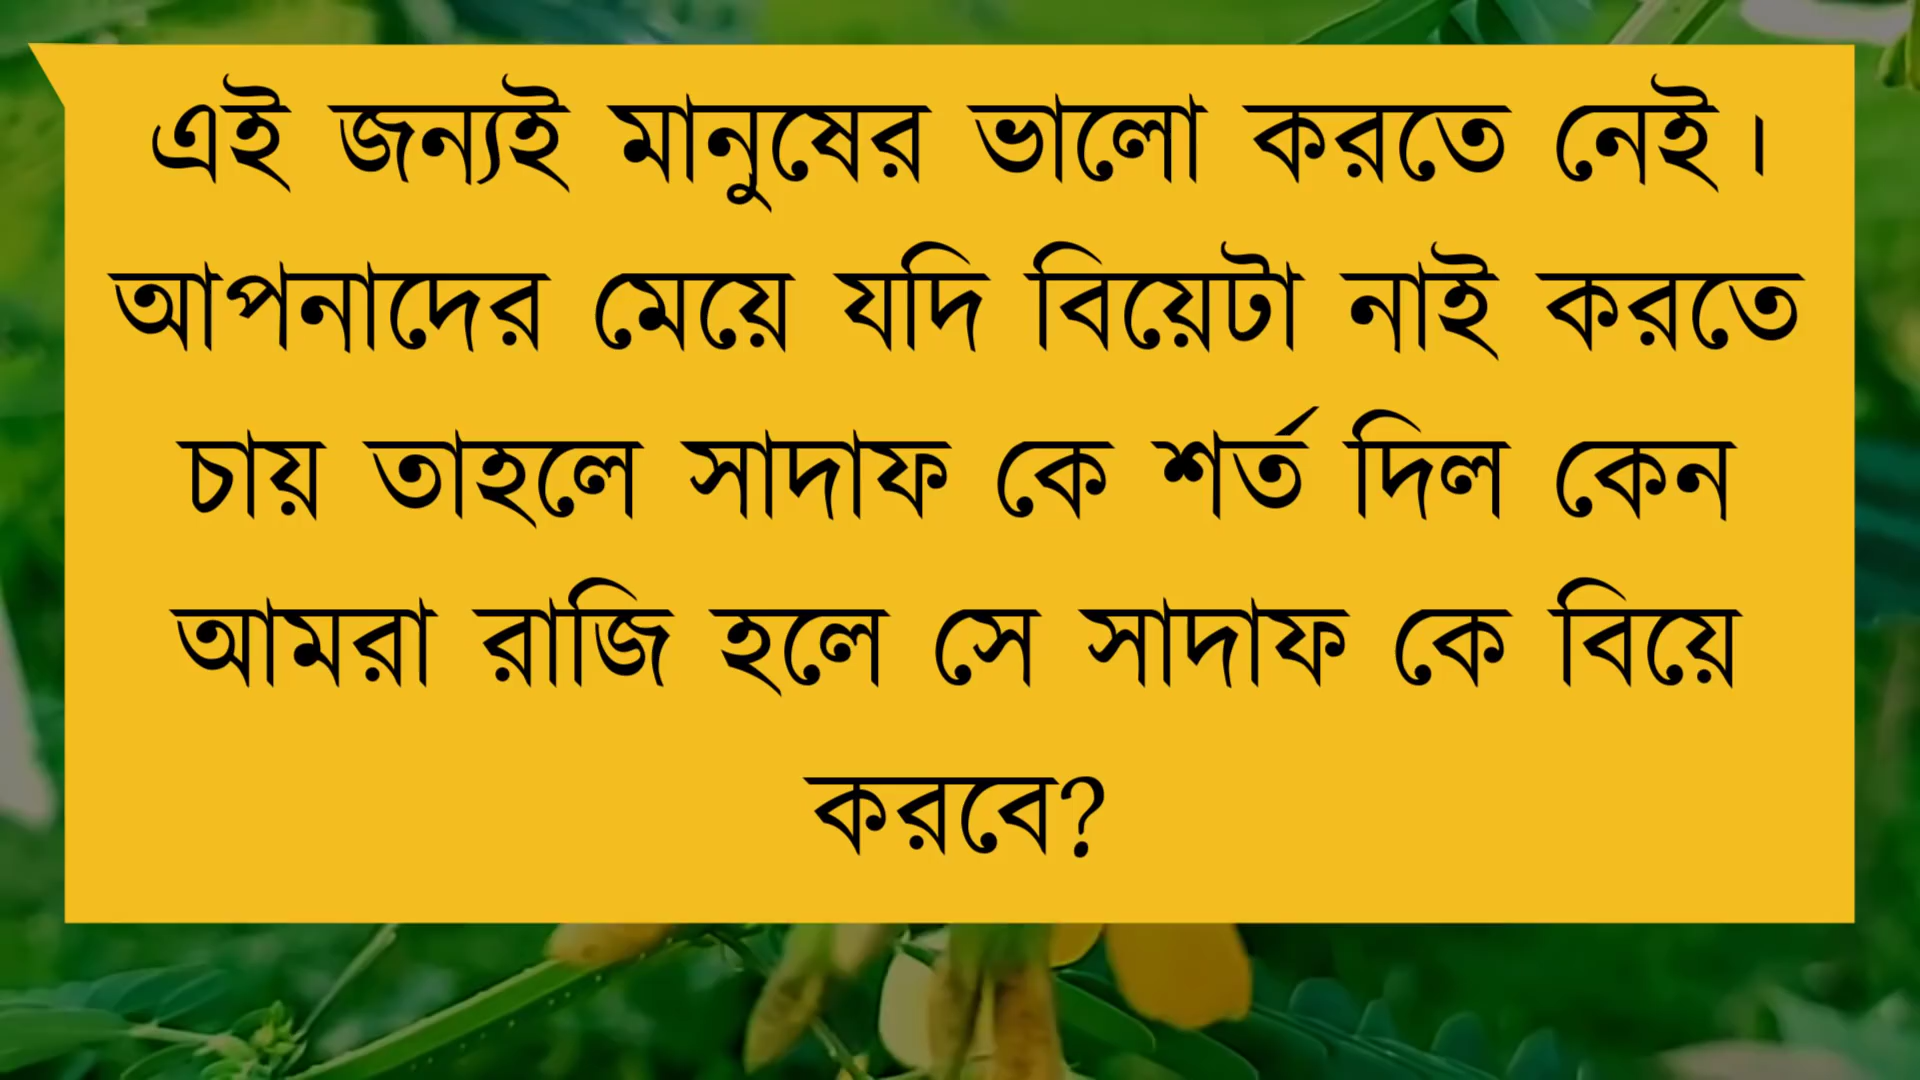 এই জন্যই মানুষের ভালো করতে নেই।
আপনাদের মেয়ে যদি বিয়েটা নাই করতে
চায় তাহলে সাদাফ কে শর্ত দিল কেন
আমরা রাজি হলে সে সাদাফ কে বিয়ে
করবে?